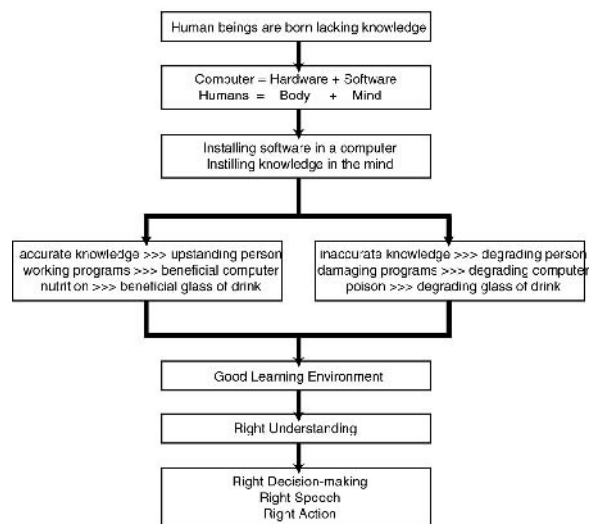 Human beings are born lacking knowledge
Computer = Hardware + Software
Humans = Body + Mind
Installing software in a computer
Instilling knowledge in the mind
accurate knowledge >>> upstanding person
working programs >>> beneficial computer
nutrition >>> beneficial glass of drink
inaccurate knowledge >>> degrading person
damaging programs >>> degrading computer
poison >>> degrading glass of drink
Good Learning Environment
Right Understanding
Right Decision-making
Right Speech
Right Action